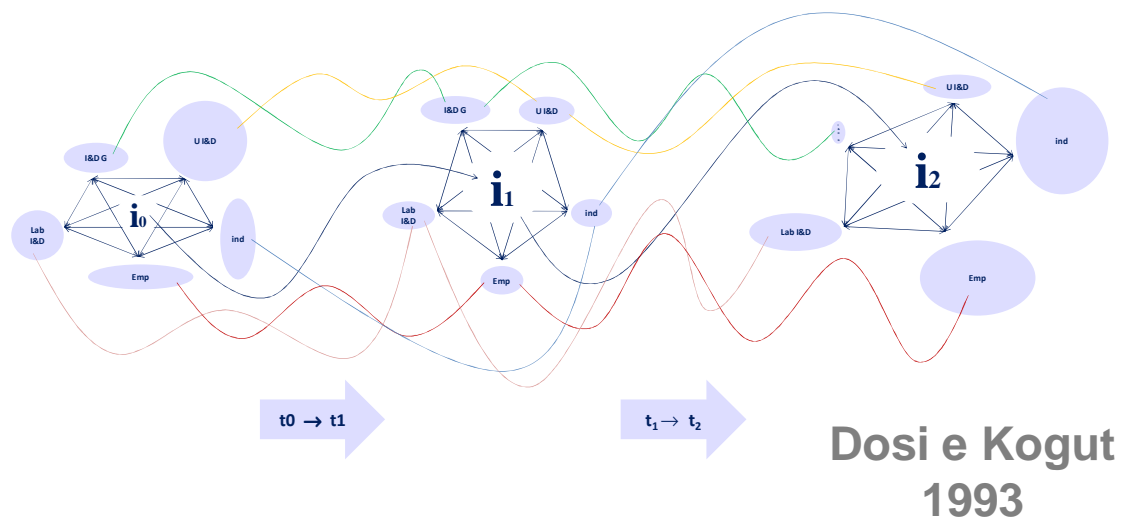 I&D G
U I&D
Lab
I&D
i0
ind
Emp
I&D G
U I&D
Lab
I&D
i1
ind
Emp
U I&D
ind
i2
Lab I&D
Emp
t0 → t1
t1 → t2
Dosi e Kogut
1993